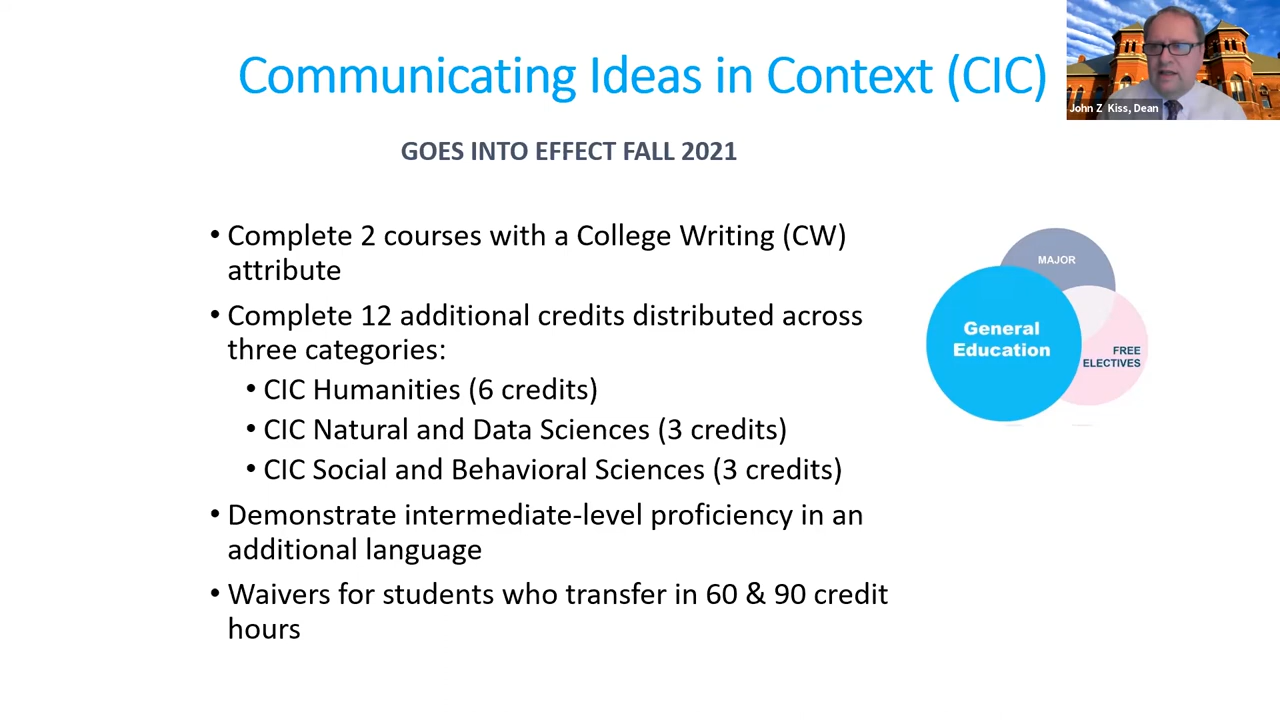 Communicating Ideas in Context (CIC)
John Z Kiss, Dean
GOES INTO EFFECT FALL 2021
• Complete 2 courses with a College Writing (CW)
attribute
• Complete 12 additional credits distributed across
three categories:
• CIC Humanities (6 credits)
• CIC Natural and Data Sciences (3 credits)
• CIC Social and Behavioral Sciences (3 credits)
• Demonstrate intermediate-level proficiency in an
additional language
• Waivers for students who transfer in 60 & 90 credit
hours
MAJOR
General
Education
FREE
ELECTIVES